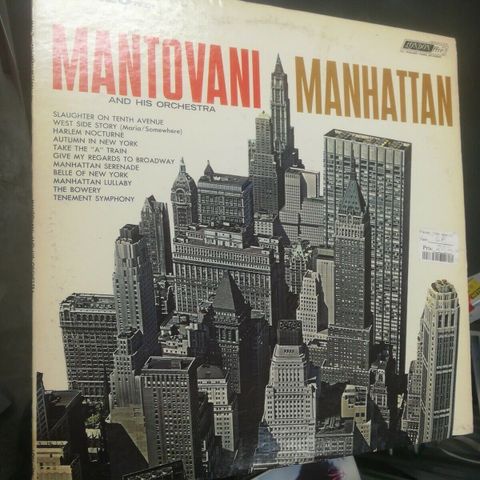 LONDON
MANTOVANI
MANHATTAN
AND HIS ORCHESTRA
SLAUGHTER ON TENTH AVENUE
WEST SIDE STORY (Maria/Somewhere)
HARLEM NOCTURNE
AUTUMN IN NEW YORK
TAKE THE "A" TRAIN
GIVE MY REGARDS TO BROADWAY
MANHATTAN SERENADE
BELLE OF NEW YORK
MANHATTAN LULLABY
THE BOWERY
TENEMENT SYMPHONY